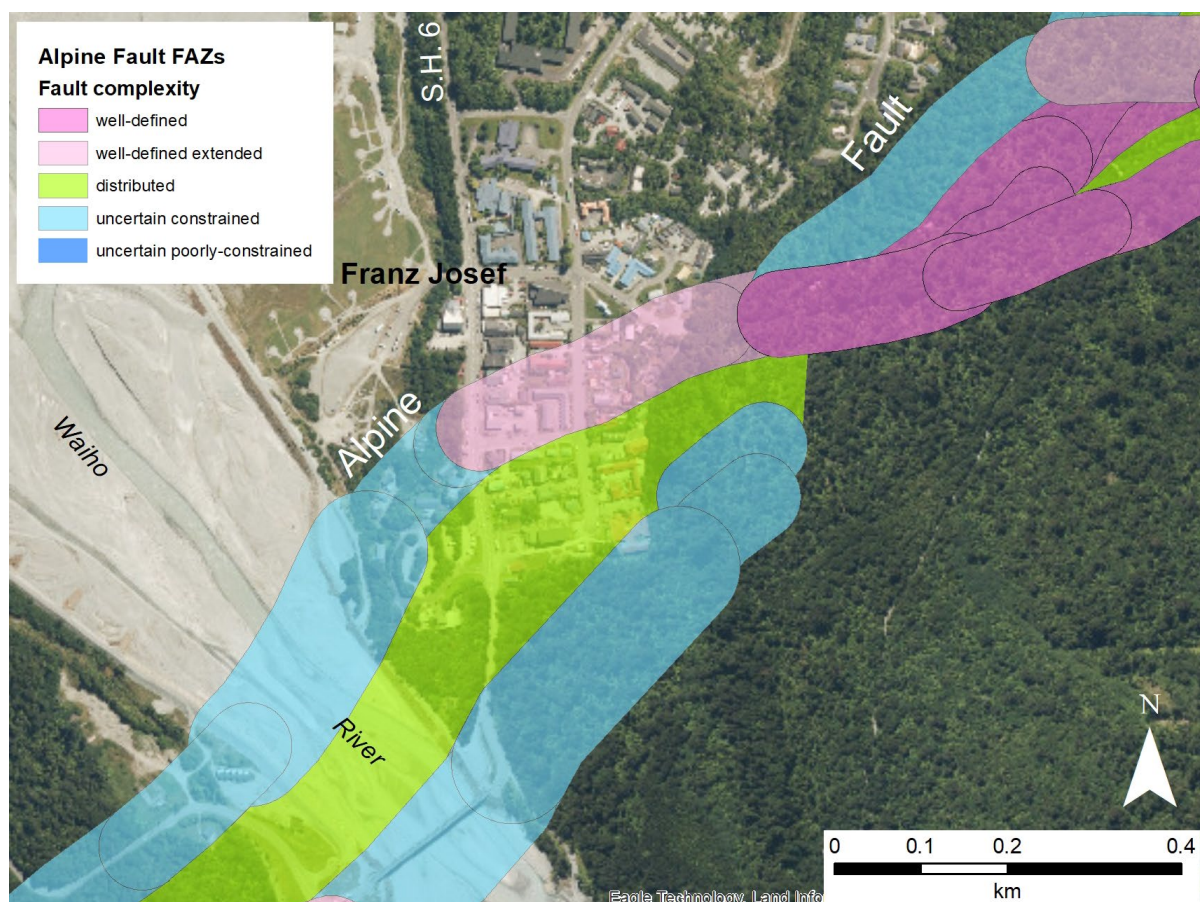 Alpine Fault FAZs
Fault complexity
well-defined
well-defined extended
distributed
uncertain constrained
uncertain poorly-constrained
S.H. 6
Fault
Franz Josef
Alpine
Waiho
River
N
0 0.1 0.2 0.4
km
Eagle Technology, Land Info